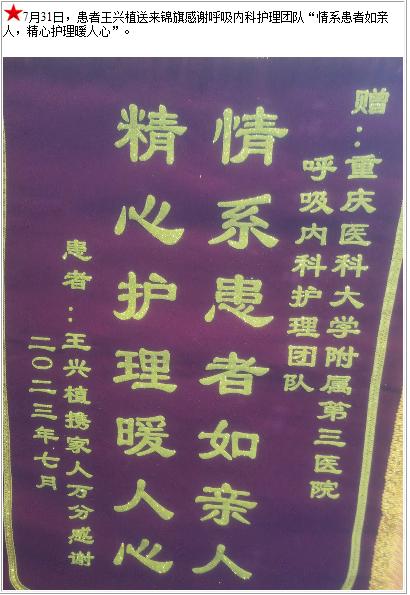 ★7月31日，患者王兴植送来锦旗感谢呼吸内科护理团队“情系患者如亲
人，精心护理暖人心”。
赠：重庆医科大学附属第三医院
呼吸内科护理团队
情系患者如亲人
精心护理暖人心
患者：王兴植携家人万分感谢
二〇二三年七月